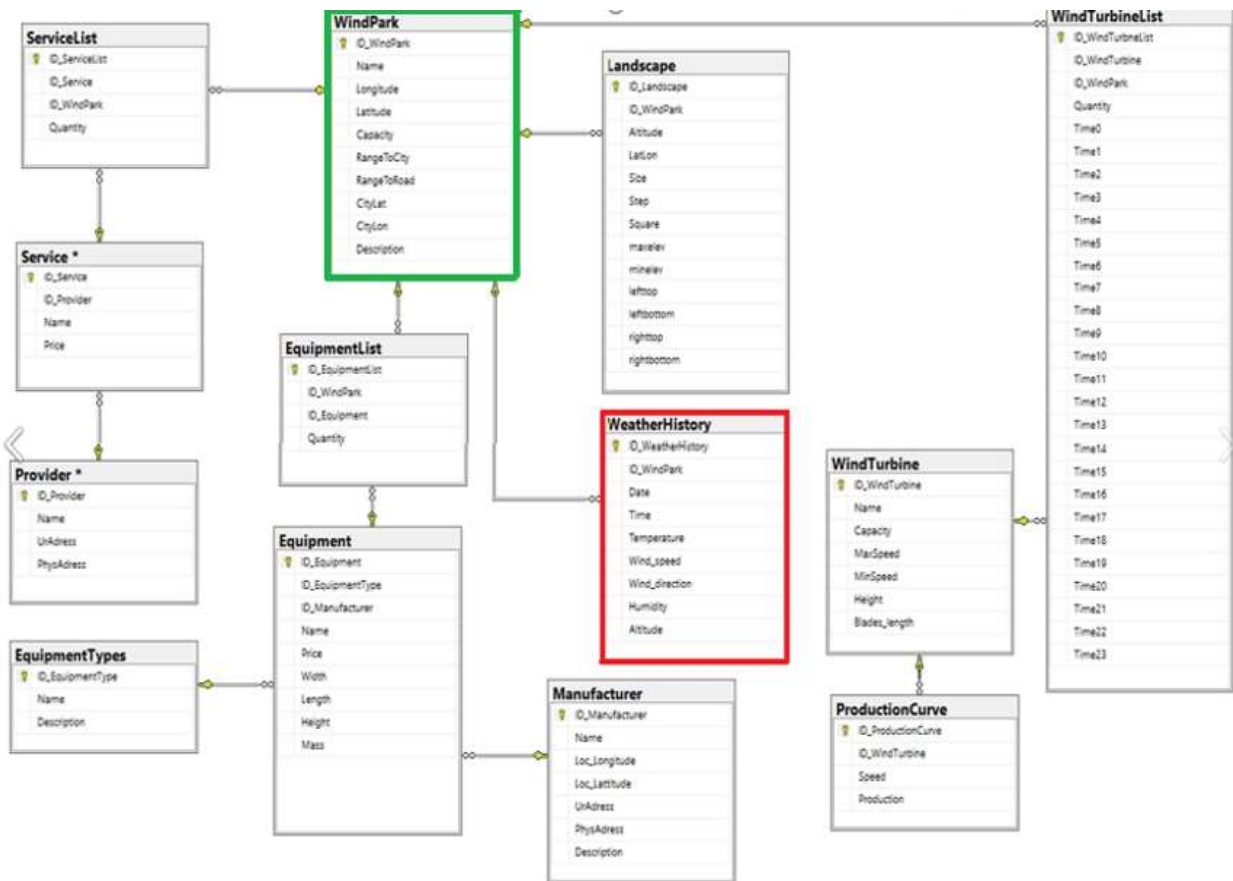 WindPark
ID_WindPark
Name
Longitude
Latitude
Capacity
RangeToCity
RangeToRoad
CityLat
CityLon
Description
ServiceList
ID_ServiceList
ID_Service
ID_WindPark
Quantity
Service *
ID_Service
ID_Provider
Name
Price
Provider *
ID_Provider
Name
UrAdress
PhysAdress
EquipmentTypes
ID_EquipmentType
Name
Description
EquipmentList
ID_EquipmentList
ID_WindPark
ID_Equipment
Quantity
Equipment
ID_Equipment
ID_EquipmentType
ID_Manufacturer
Name
Price
Width
Length
Height
Mass
Landscape
ID_Landscape
ID_WindPark
Altitude
LatLon
Size
Step
Square
maxelev
minelev
lefttop
leftbottom
righttop
rightbottom
WeatherHistory
ID_WeatherHistory
ID_WindPark
Date
Time
Temperature
Wind_speed
Wind_direction
Humidity
Altitude
Manufacturer
ID_Manufacturer
Name
Loc_Longitude
Loc_Lattitude
UrAdress
PhysAdress
Description
WindTurbine
ID_WindTurbine
Name
Capacity
MaxSpeed
MinSpeed
Height
Blades_length
ProductionCurve
ID_ProductionCurve
ID_WindTurbine
Speed
Production
WindTurbineList
ID_WindTurbineList
ID_WindTurbine
ID_WindPark
Quantity
Time0
Time1
Time2
Time3
Time4
Time5
Time6
Time7
Time8
Time9
Time10
Time11
Time12
Time13
Time14
Time15
Time16
Time17
Time18
Time19
Time20
Time21
Time22
Time23